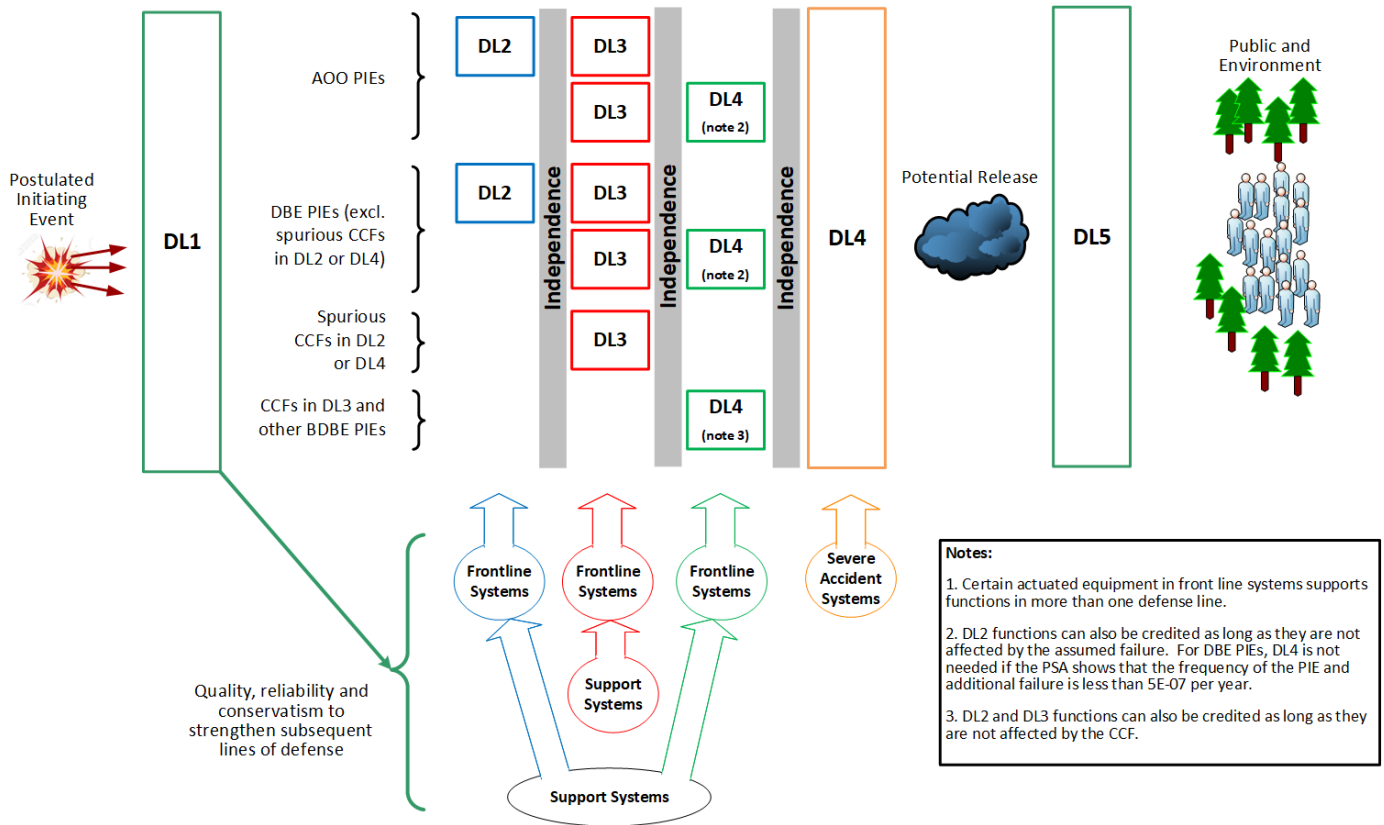 Postulated
Initiating
Event
DL1
AOO PIEs
DBE PIEs (excl.
spurious CCFs
in DL2 or DL4)
Spurious
CCFs in DL2
or DL4
CCFs in DL3 and
other BDBE PIEs
DL2
DL2
Independence
DL3
DL3
DL3
DL3
DL3
Independence
DL4
(note 2)
DL4
(note 2)
DL4
(note 3)
Independence
DL4
Potential Release
DL5
Public and
Environment
Frontline
Systems
Frontline
Systems
Frontline
Systems
Severe
Accident
Systems
Support
Systems
Support Systems
Quality, reliability and
conservatism to
strengthen subsequent
lines of defense
Notes:
1. Certain actuated equipment in front line systems supports
functions in more than one defense line.
2. DL2 functions can also be credited as long as they are not
affected by the assumed failure.  For DBE PIEs, DL4 is not
needed if the PSA shows that the frequency of the PIE and
additional failure is less than 5E-07 per year.
3. DL2 and DL3 functions can also be credited as long as they
are not affected by the CCF.